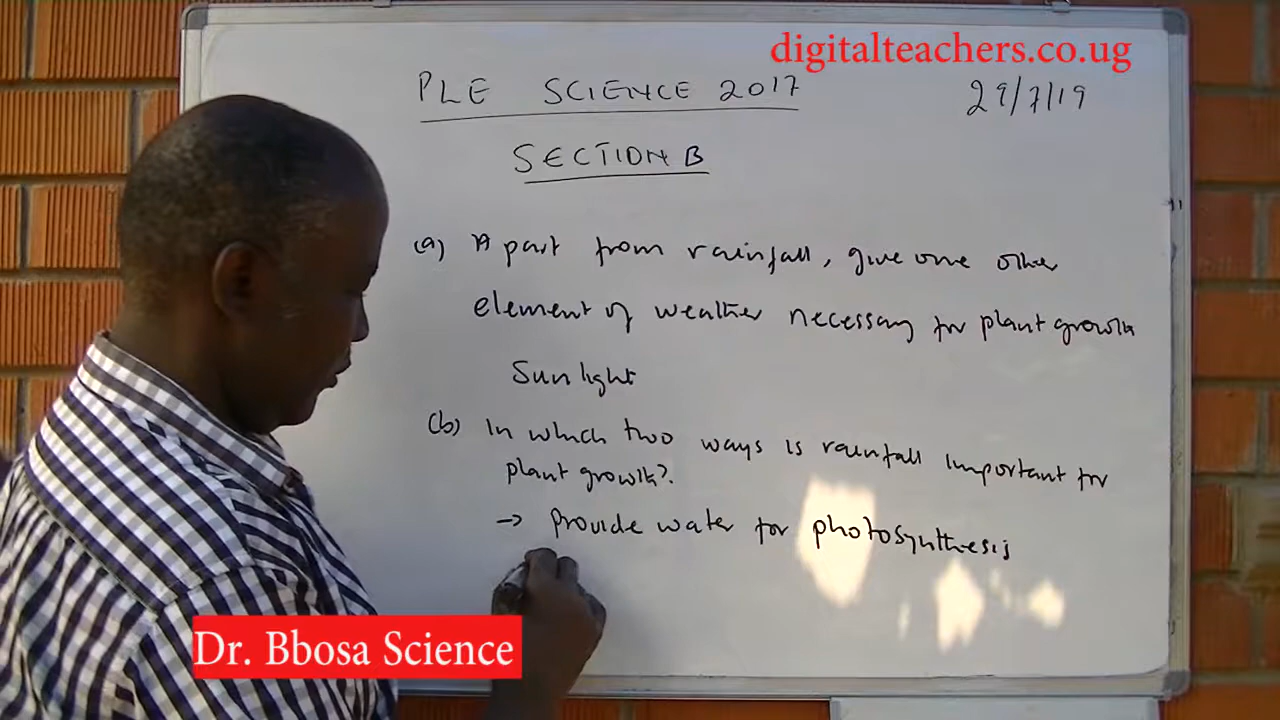 digitalteachers.co.ug
PLE SCIENCE 2017
29/7/19
SECTION B
(a) Apart from rainfall, give one other
element of weather necessary for plant growth
Sunlight
(b) In which two ways is rainfall important for
plant growth?
→ Provide water for photosynthesis
Dr. Bbosa Science